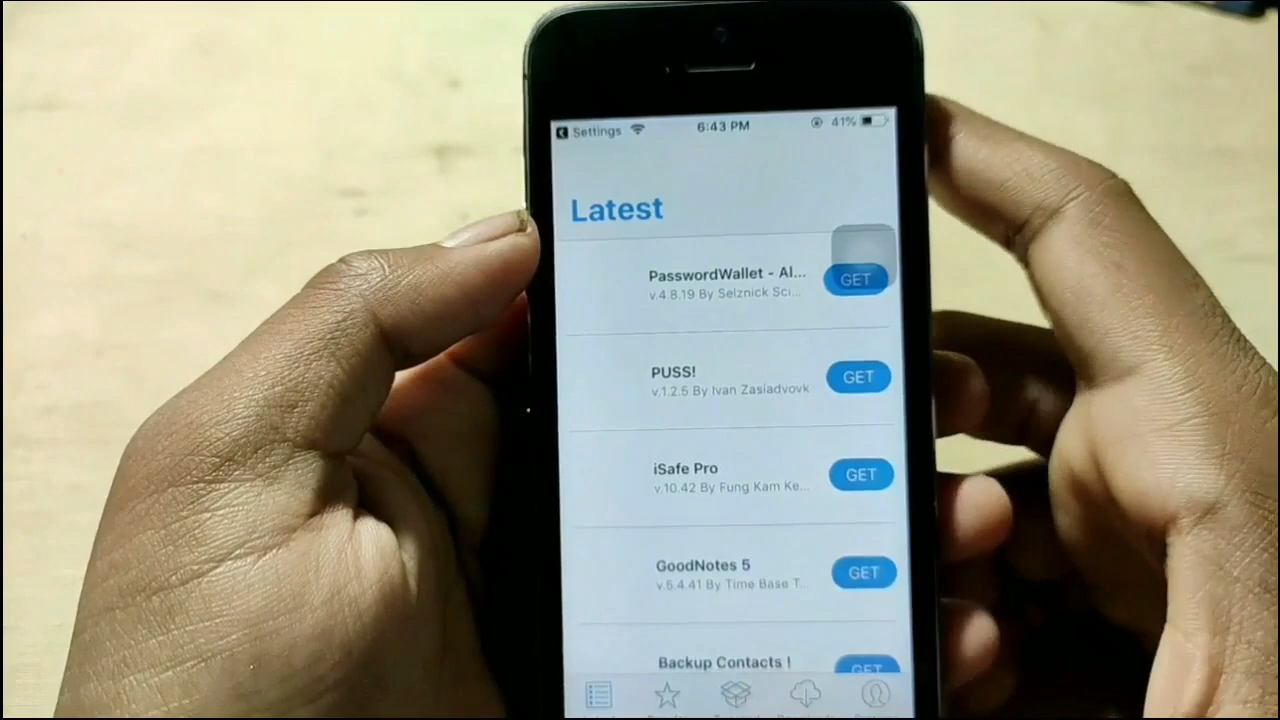 Settings 6:43 PM 41%
Latest
PasswordWallet - Al...
v.4.8.19 By Selznick Sci...
GET
PUSS!
v.1.2.5 By Ivan Zasiadvovk
GET
iSafe Pro
v.10.42 By Fung Kam Ke...
GET
GoodNotes 5
v.5.4.41 By Time Base T...
GET
Backup Contacts !
GET